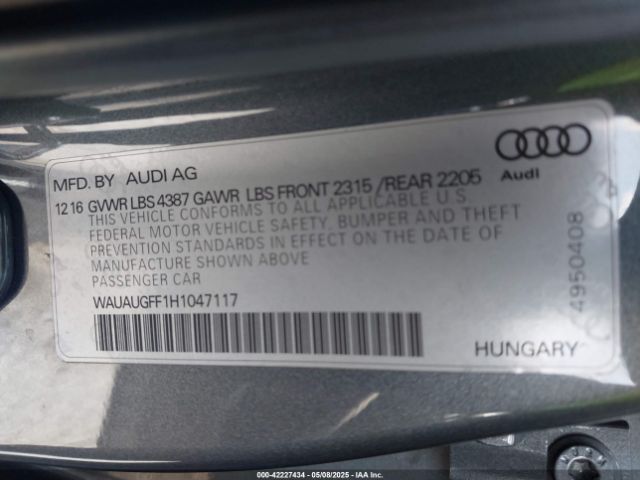 MFD. BY AUDI AG
12 16 GVWR LBS 4387 GAWR LBS FRONT 2315 /REAR 2205
THIS VEHICLE CONFORMS TO ALL APPLICABLE U.S.
FEDERAL MOTOR VEHICLE SAFETY, BUMPER AND THEFT
PREVENTION STANDARDS IN EFFECT ON THE DATE OF
MANUFACTURE SHOWN ABOVE
PASSENGER CAR
WAUAUGFF1H1047117
HUNGARY
Audi
4950408
000-42227434 - 05/08/2025 - IAAI.COM